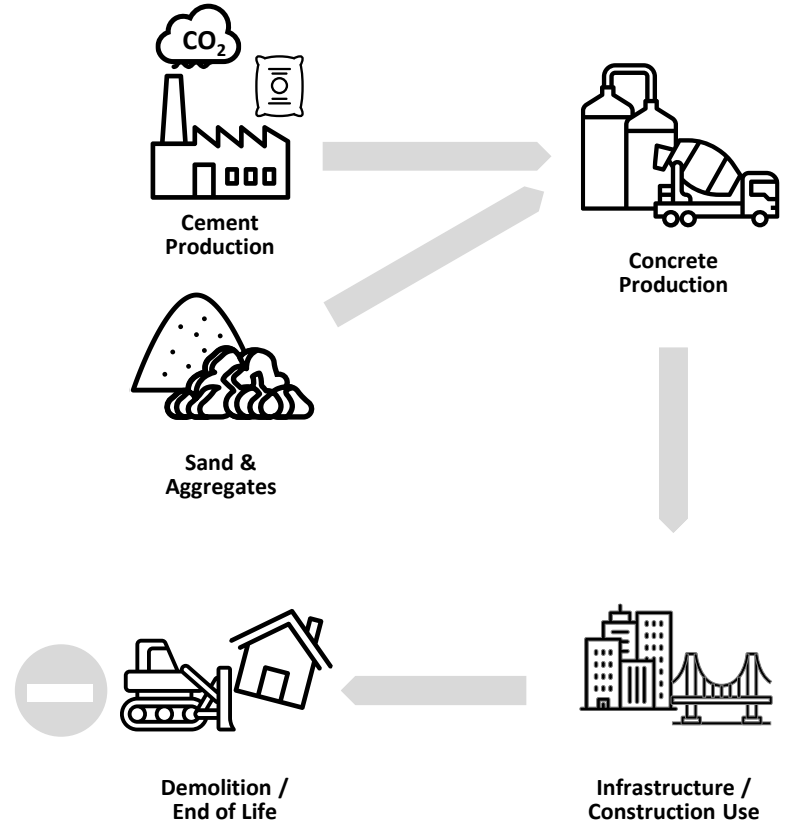 CO₂
Cement
Production
Concrete
Production
Sand &
Aggregates
Demolition /
End of Life
Infrastructure /
Construction Use